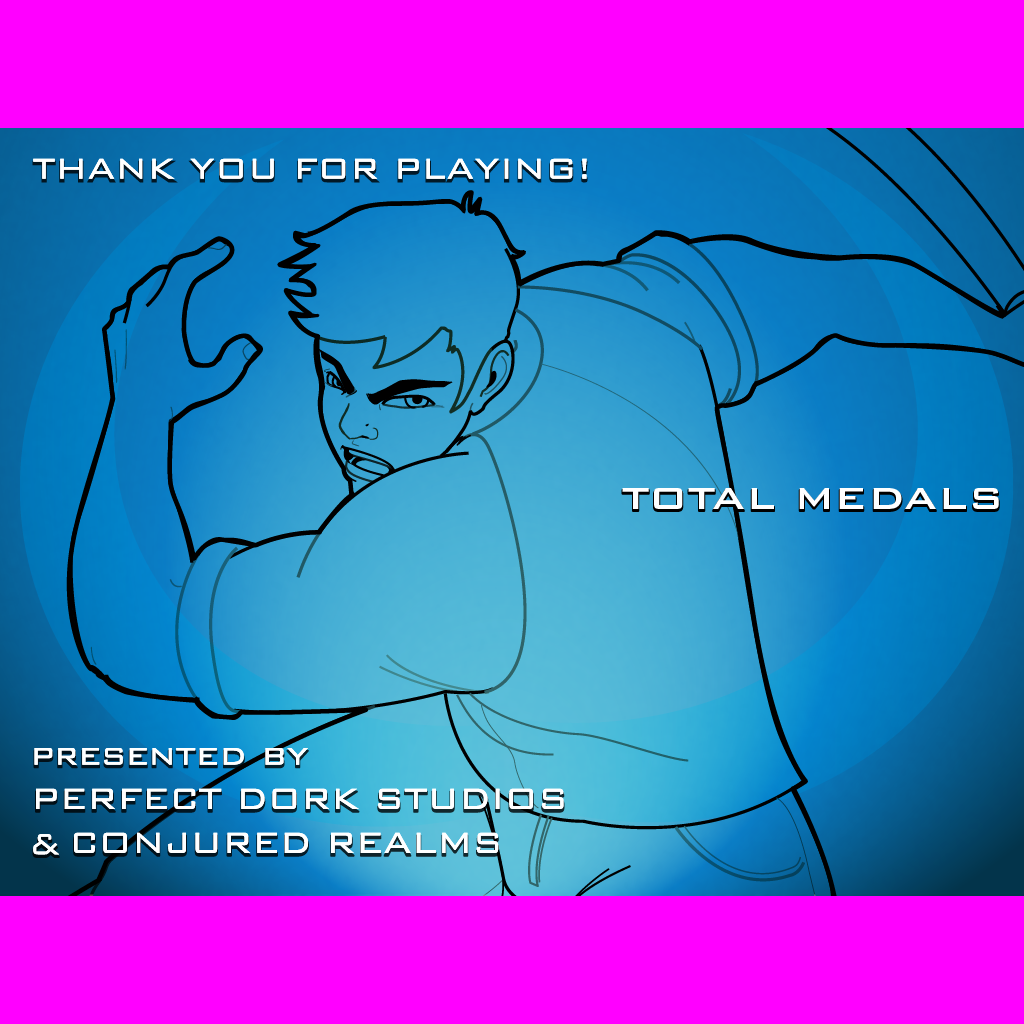 THANK YOU FOR PLAYING!
TOTAL MEDALS
PRESENTED BY
PERFECT DORK STUDIOS
& CONJURED REALMS